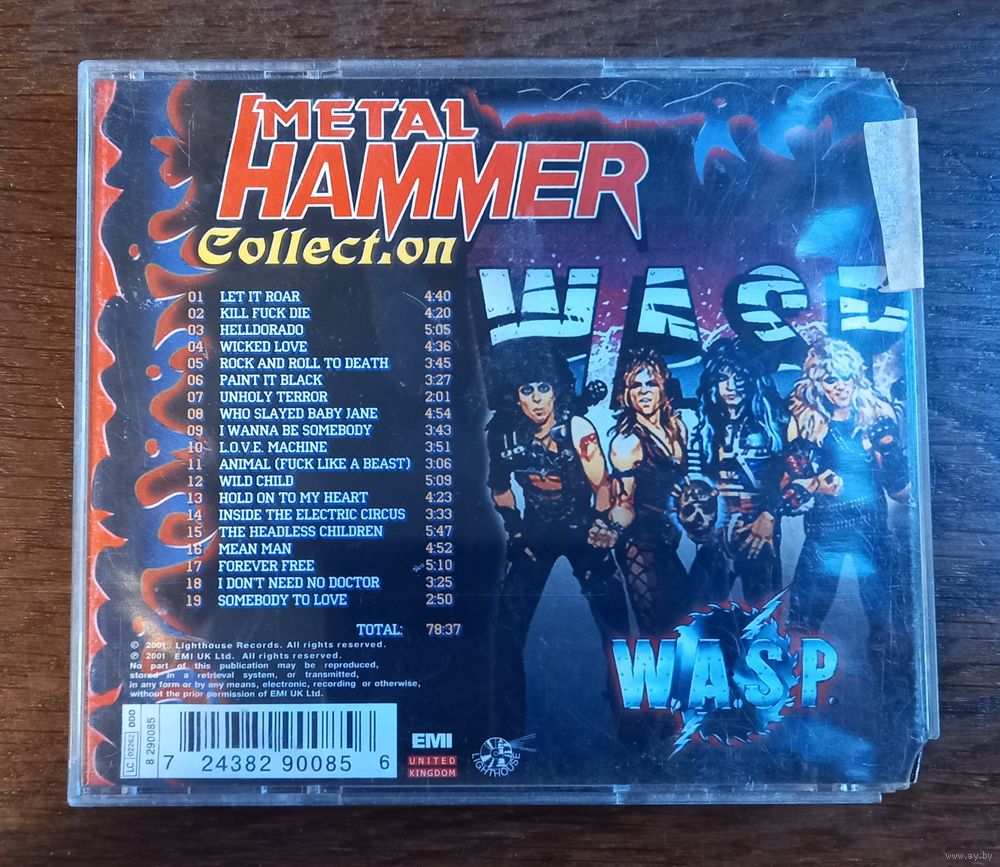 METAL
HAMMER
Collection
W.A.S.P
01 LET IT ROAR 4:40
02 KILL FUCK DIE 4:20
03 HELLDORADO 5:05
04 WICKED LOVE 4:36
05 ROCK AND ROLL TO DEATH 3:45
06 PAINT IT BLACK 3:27
07 UNHOLY TERROR 2:01
08 WHO SLAYED BABY JANE 4:54
09 I WANNA BE SOMEBODY 3:43
10 L.O.V.E. MACHINE 3:51
11 ANIMAL (FUCK LIKE A BEAST) 3:06
12 WILD CHILD 5:09
13 HOLD ON TO MY HEART 4:23
14 INSIDE THE ELECTRIC CIRCUS 3:33
15 THE HEADLESS CHILDREN 5:47
16 MEAN MAN 4:52
17 FOREVER FREE 5:10
18 I DON'T NEED NO DOCTOR 3:25
19 SOMEBODY TO LOVE 2:50
TOTAL: 78:37
© 2001 Lighthouse Records. All rights reserved.
℗ 2001 EMI UK Ltd. All rights reserved.
No part of this publication may be reproduced,
stored in a retrieval system, or transmitted,
in any form or by any means, electronic, recording or otherwise,
without the prior permission of EMI UK Ltd.
W.A.S.P.
LC 02262 DDD
8 290085
7 24382 90085 6
EMI
UNITED
KINGDOM
LIGHTHOUSE
www.ay.by